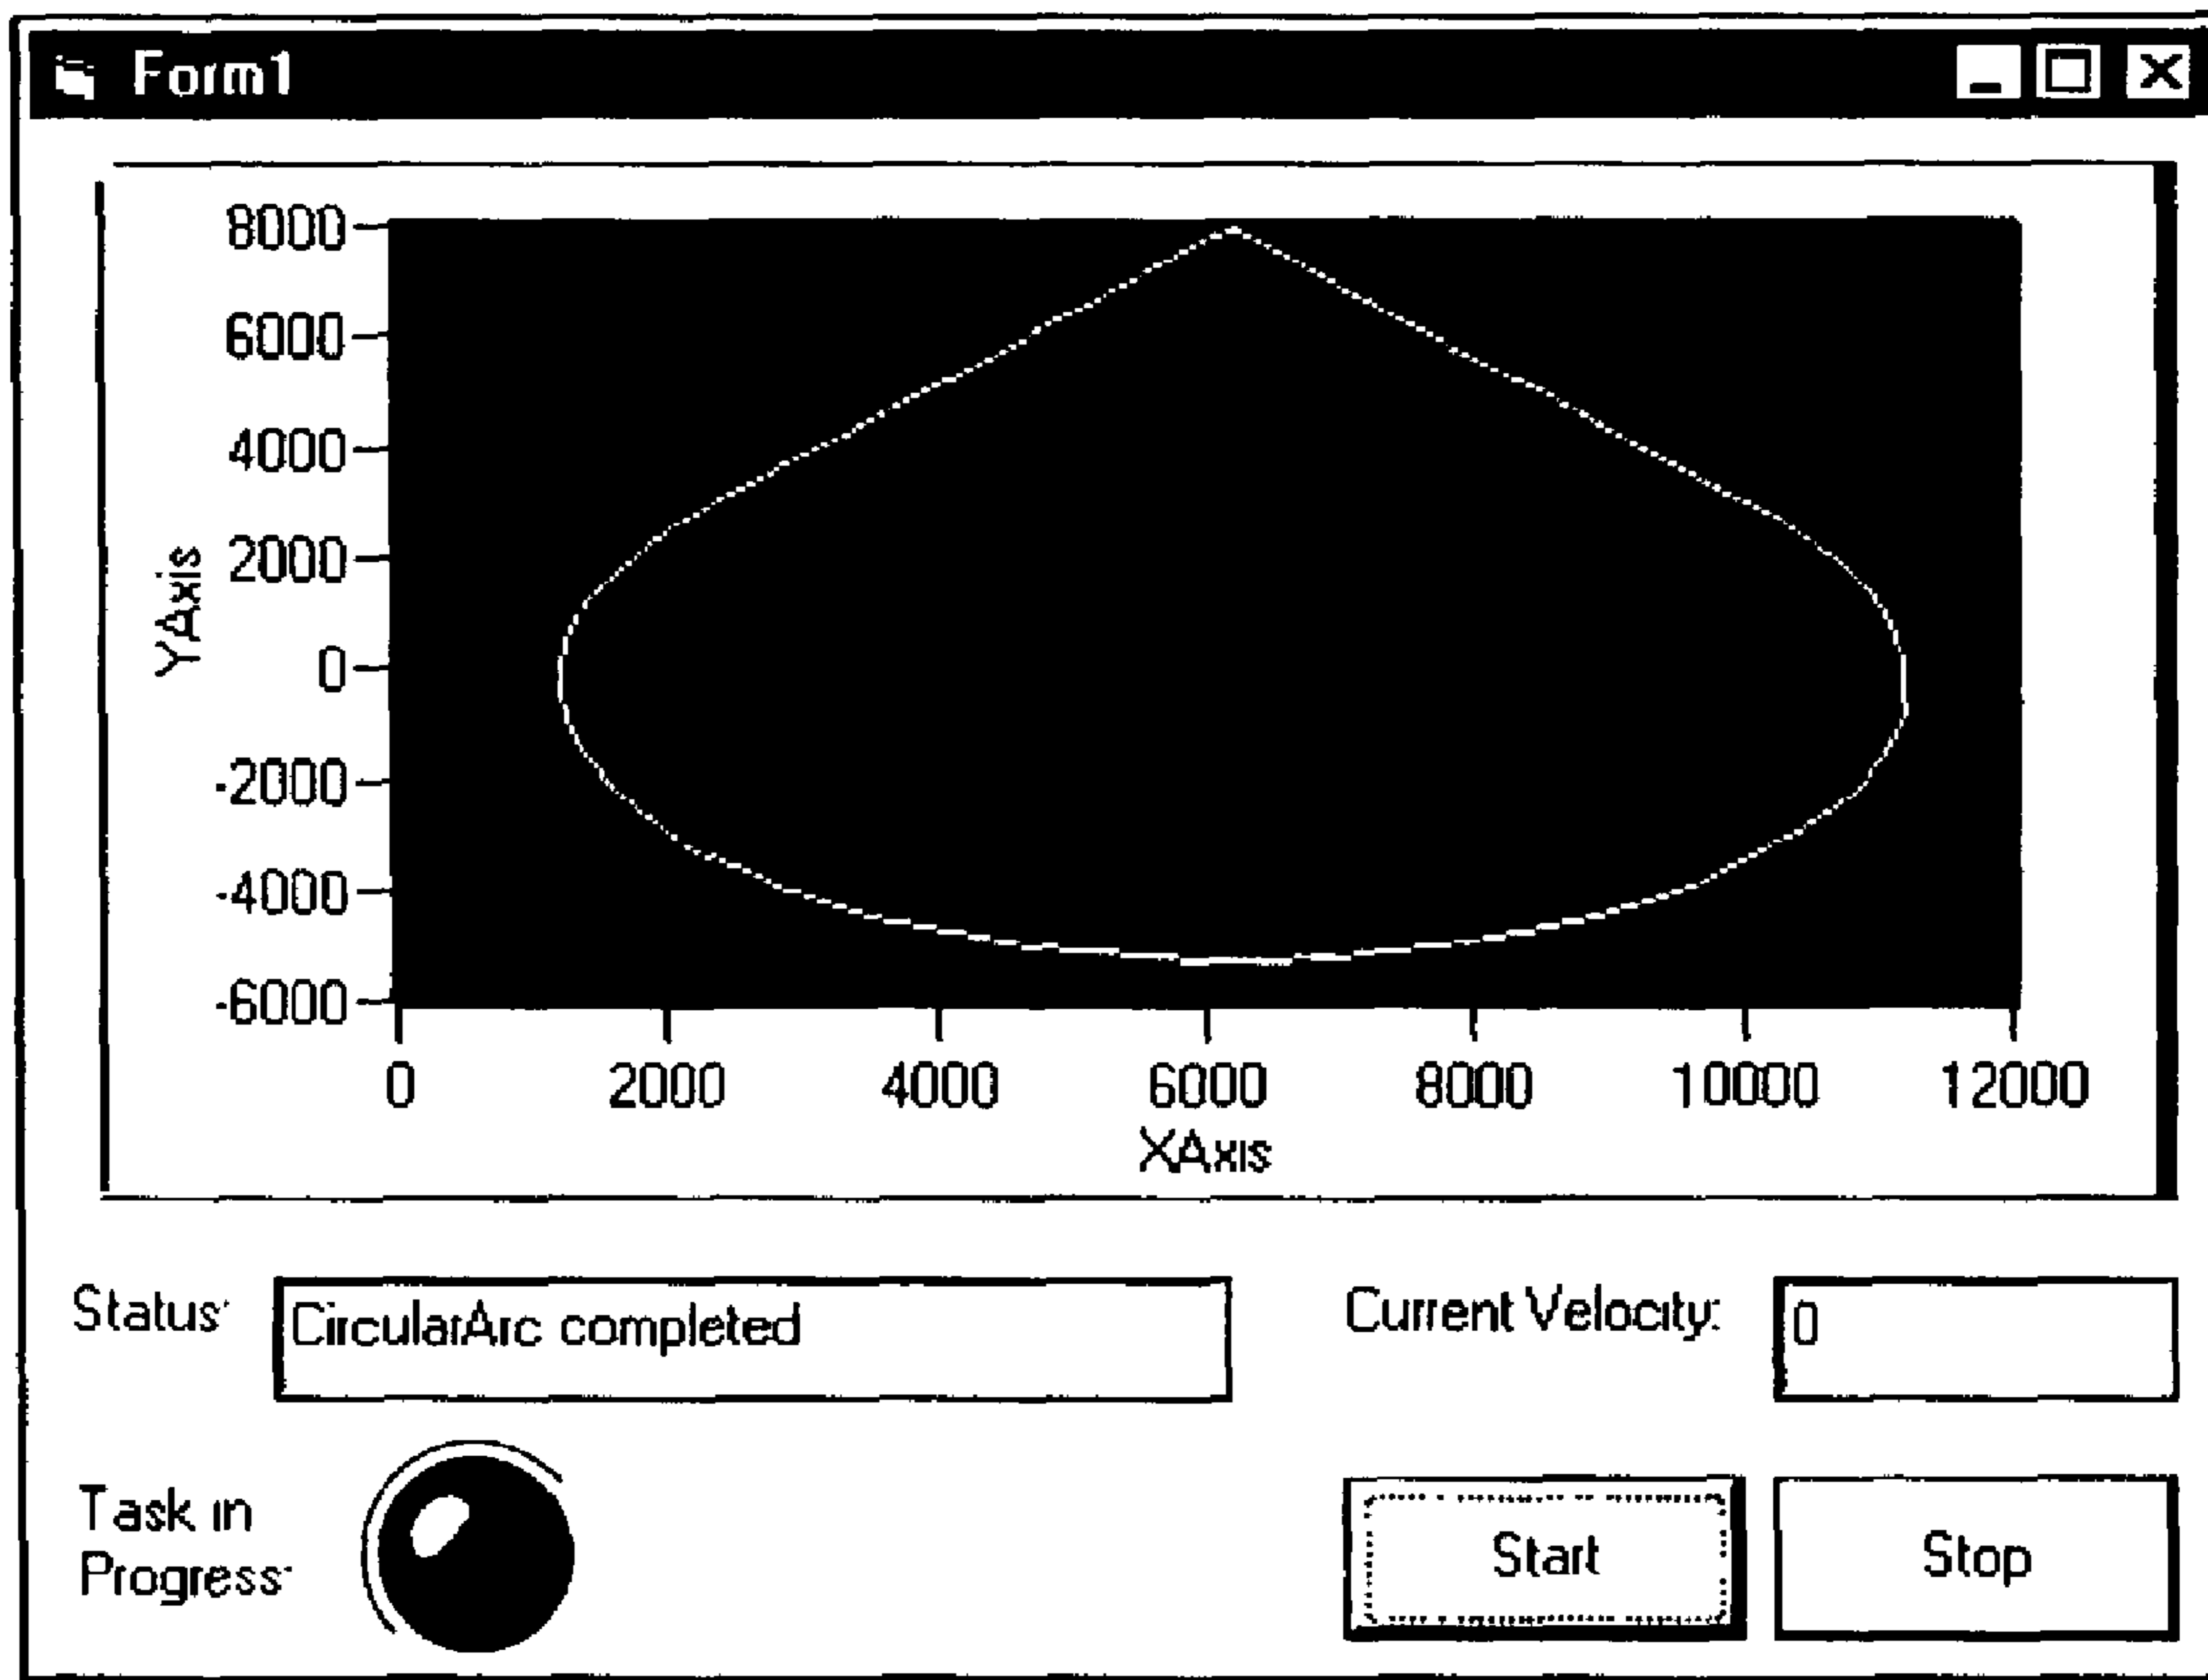 Form1
8000
6000
4000
2000
0
-2000
-4000
-6000
YAxis
0 2000 4000 6000 8000 10000 12000
XAxis
Status: CircularArc completed Current Velocity: 0
Task in
Progress:
Start Stop